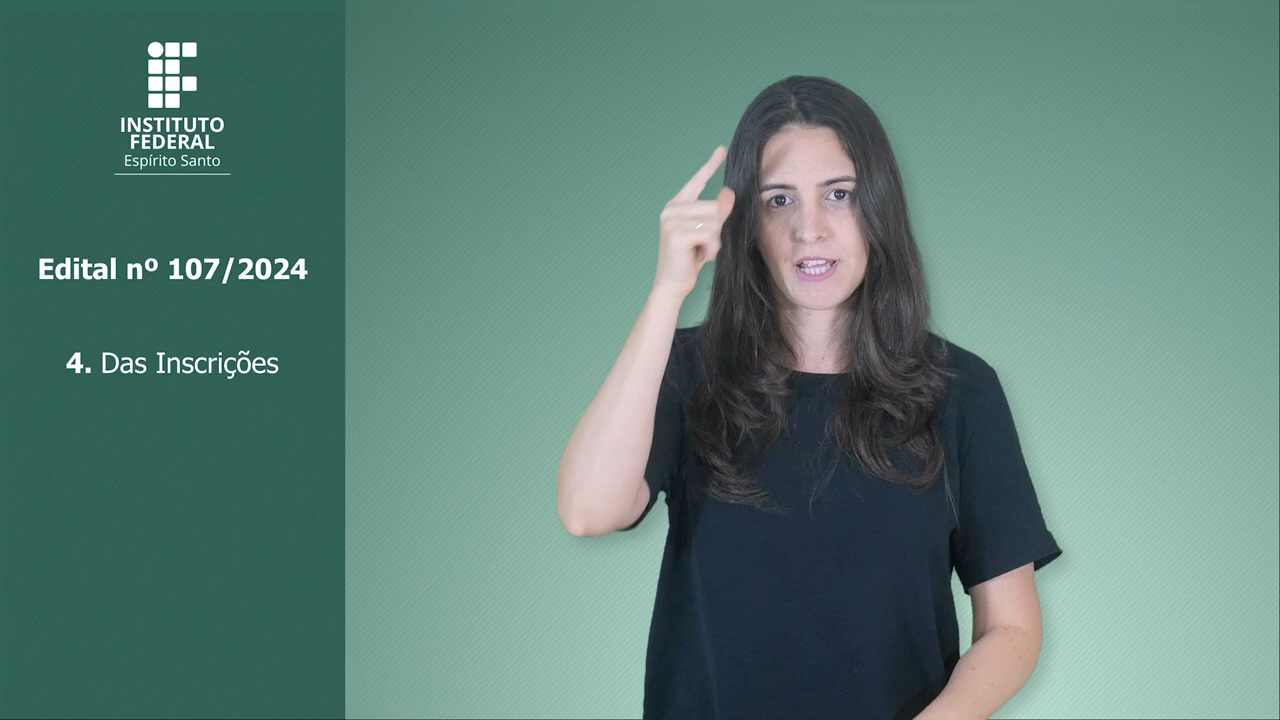 INSTITUTO
FEDERAL
Espírito Santo
Edital nº 107/2024
4. Das Inscrições